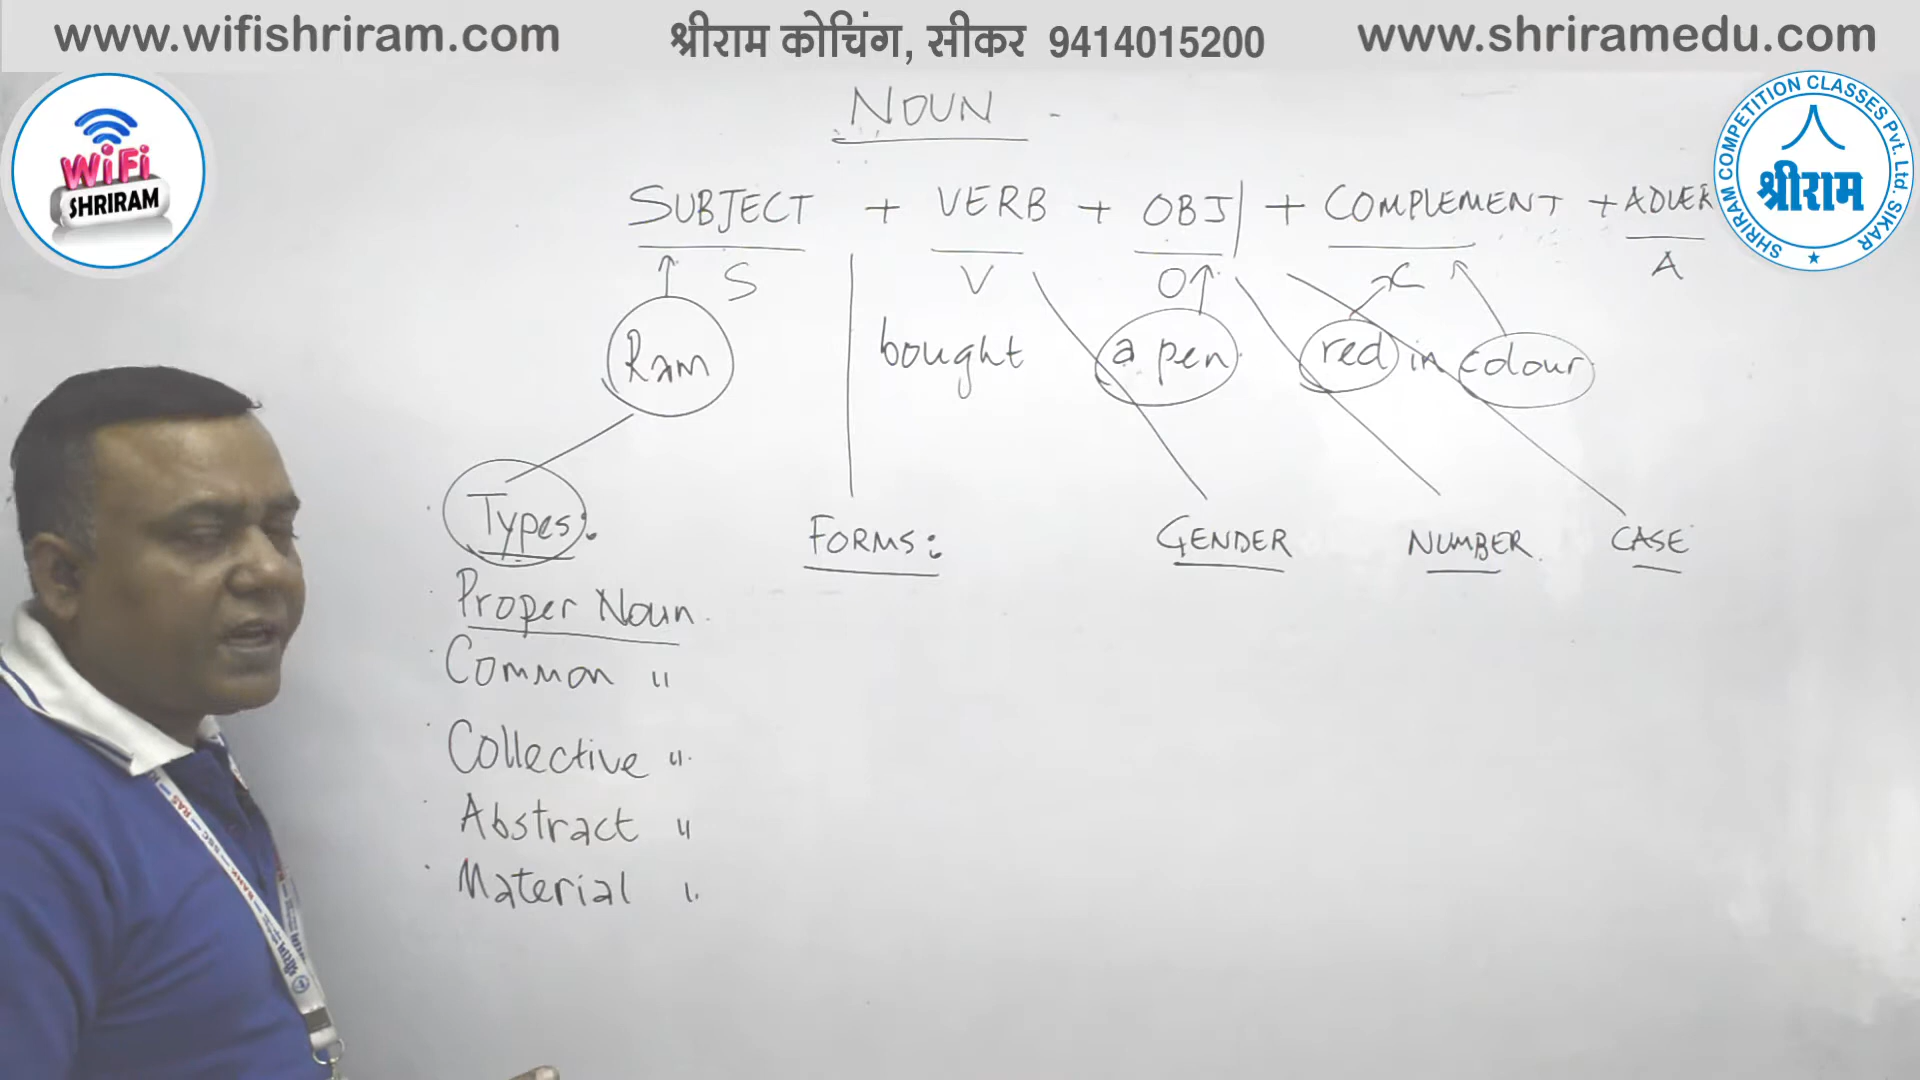 www.wifishriram.com श्रीराम कोचिंग, सीकर 9414015200 www.shriramedu.com
WiFi
SHRIRAM
SHRIRAM COMPETITION CLASSES Pvt. Ltd. SIKAR
श्रीराम
NOUN
SUBJECT + VERB + OBJ + COMPLEMENT + ADVER
S V O C A
Ram bought a pen red in colour
Types: FORMS: GENDER NUMBER CASE
Proper Noun
Common "
Collective "
Abstract "
Material "